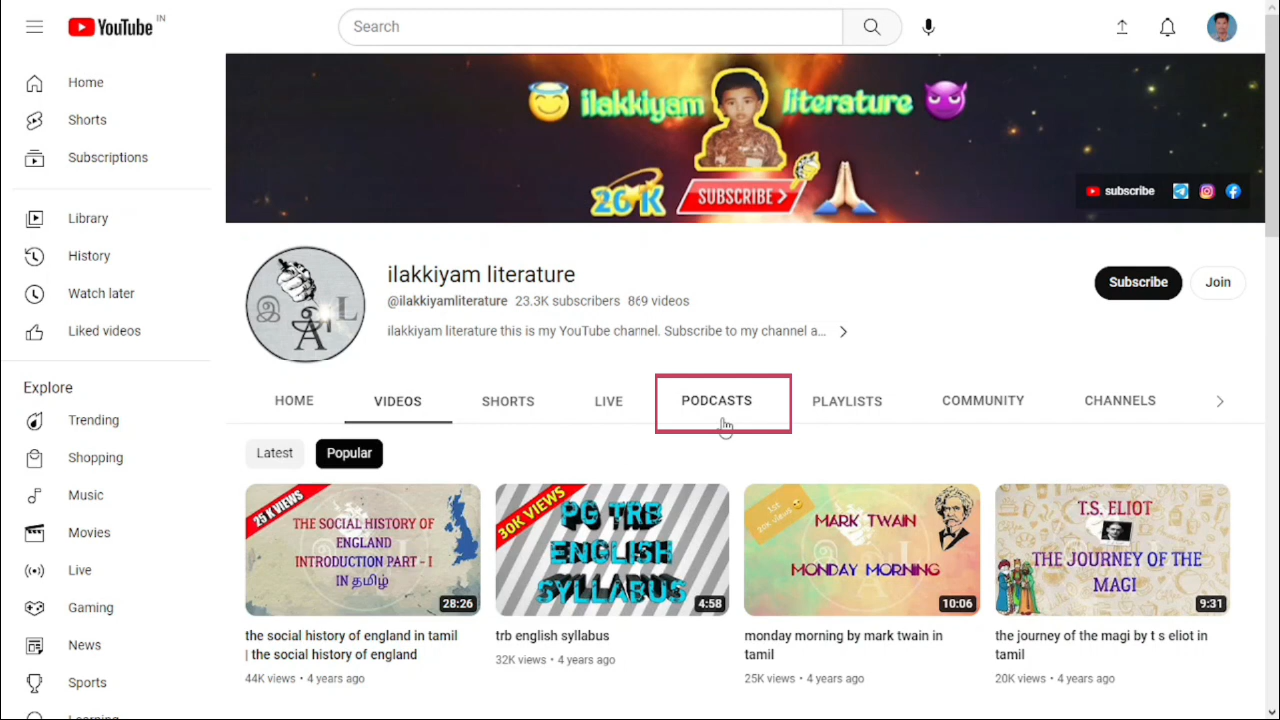 YouTube IN
Search
Home
Shorts
Subscriptions
Library
History
Watch later
Liked videos
Explore
Trending
Shopping
Music
Movies
Live
Gaming
News
Sports
ilakkiyam literature
26 K SUBSCRIBE >
subscribe
இ A L
ilakkiyam literature
@ilakkiyamliterature 23.3K subscribers 869 videos
ilakkiyam literature this is my YouTube channel. Subscribe to my channel a...
Subscribe Join
HOME VIDEOS SHORTS LIVE PODCASTS PLAYLISTS COMMUNITY CHANNELS
Latest Popular
25 K VIEWS
THE SOCIAL HISTORY OF
ENGLAND
INTRODUCTION PART - I
IN தமிழ்
28:26
the social history of england in tamil
| the social history of england
44K views • 4 years ago
30K VIEWS
PG TRB
ENGLISH
SYLLABUS
4:58
trb english syllabus
32K views • 4 years ago
1st
20K views
MARK TWAIN
MONDAY MORNING
10:06
monday morning by mark twain in
tamil
25K views • 4 years ago
T.S. ELIOT
THE JOURNEY OF THE
MAGI
9:31
the journey of the magi by t s eliot in
tamil
20K views • 4 years ago